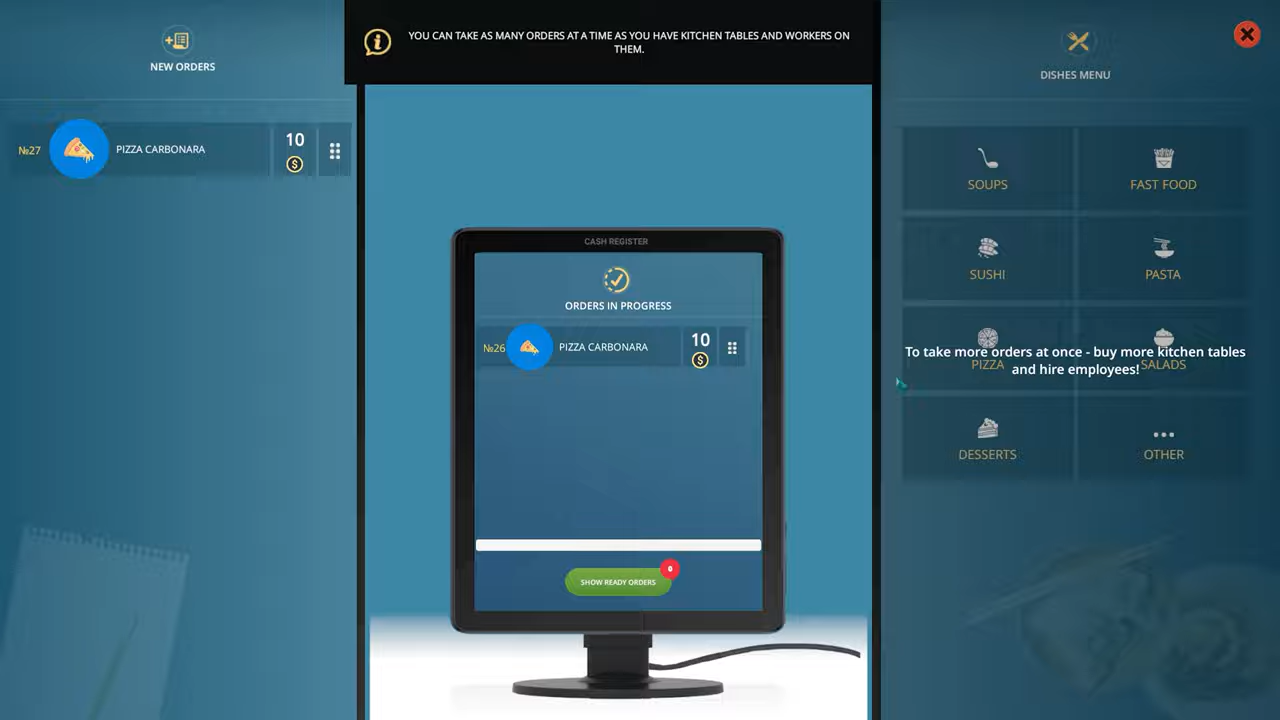 NEW ORDERS
№27
PIZZA CARBONARA
10
$
YOU CAN TAKE AS MANY ORDERS AT A TIME AS YOU HAVE KITCHEN TABLES AND WORKERS ON
THEM.
CASH REGISTER
ORDERS IN PROGRESS
№26
PIZZA CARBONARA
10
$
SHOW READY ORDERS
0
DISHES MENU
SOUPS
FAST FOOD
SUSHI
PASTA
PIZZA
SALADS
To take more orders at once - buy more kitchen tables
and hire employees!
DESSERTS
OTHER